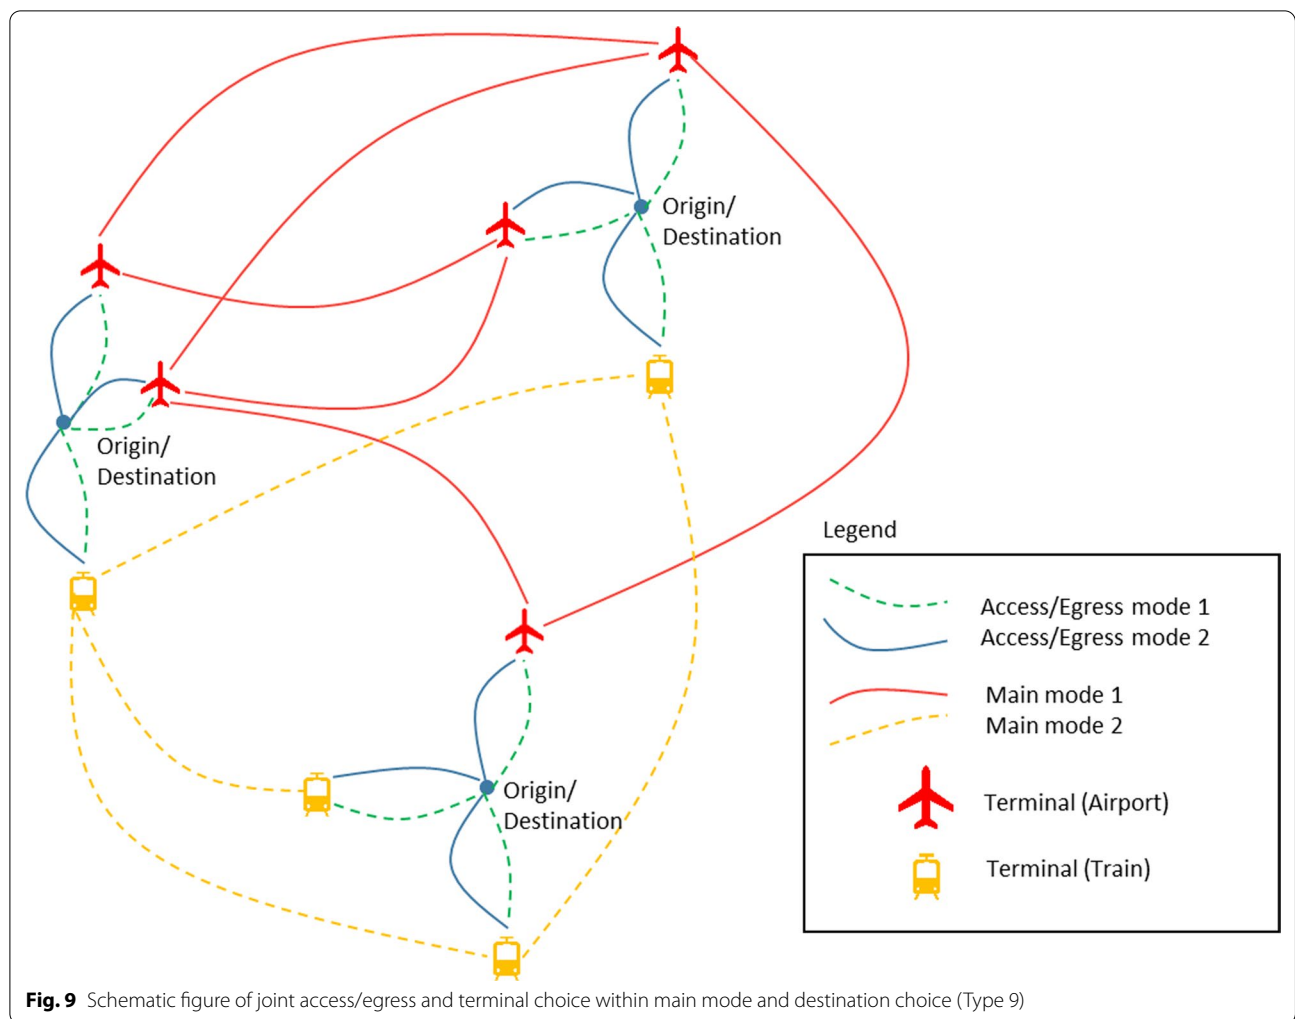 Origin/
Destination
Origin/
Destination
Origin/
Destination
Legend
Access/Egress mode 1
Access/Egress mode 2
Main mode 1
Main mode 2
Terminal (Airport)
Terminal (Train)
Fig. 9 Schematic figure of joint access/egress and terminal choice within main mode and destination choice (Type 9)